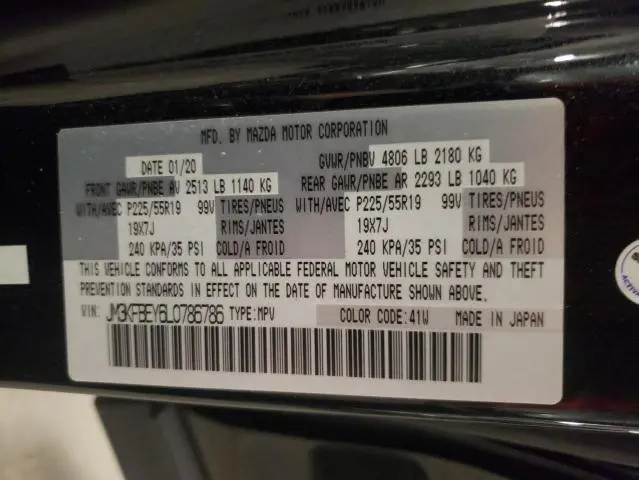 MFD. BY MAZDA MOTOR CORPORATION
DATE 01/20 GVWR/PNBV 4806 LB 2180 KG
FRONT GAWR/PNBE AV 2513 LB 1140 KG REAR GAWR/PNBE AR 2293 LB 1040 KG
WITH/AVEC P225/55R19 99V TIRES/PNEUS WITH/AVEC P225/55R19 99V TIRES/PNEUS
19X7J RIMS/JANTES 19X7J RIMS/JANTES
240 KPA/35 PSI COLD/A FROID 240 KPA/35 PSI COLD/A FROID
THIS VEHICLE CONFORMS TO ALL APPLICABLE FEDERAL MOTOR VEHICLE SAFETY AND THEFT
PREVENTION STANDARDS IN EFFECT ON THE DATE OF MANUFACTURE SHOWN ABOVE.
VIN: JM3KFBEY6L0786786 TYPE:MPV COLOR CODE:41W MADE IN JAPAN